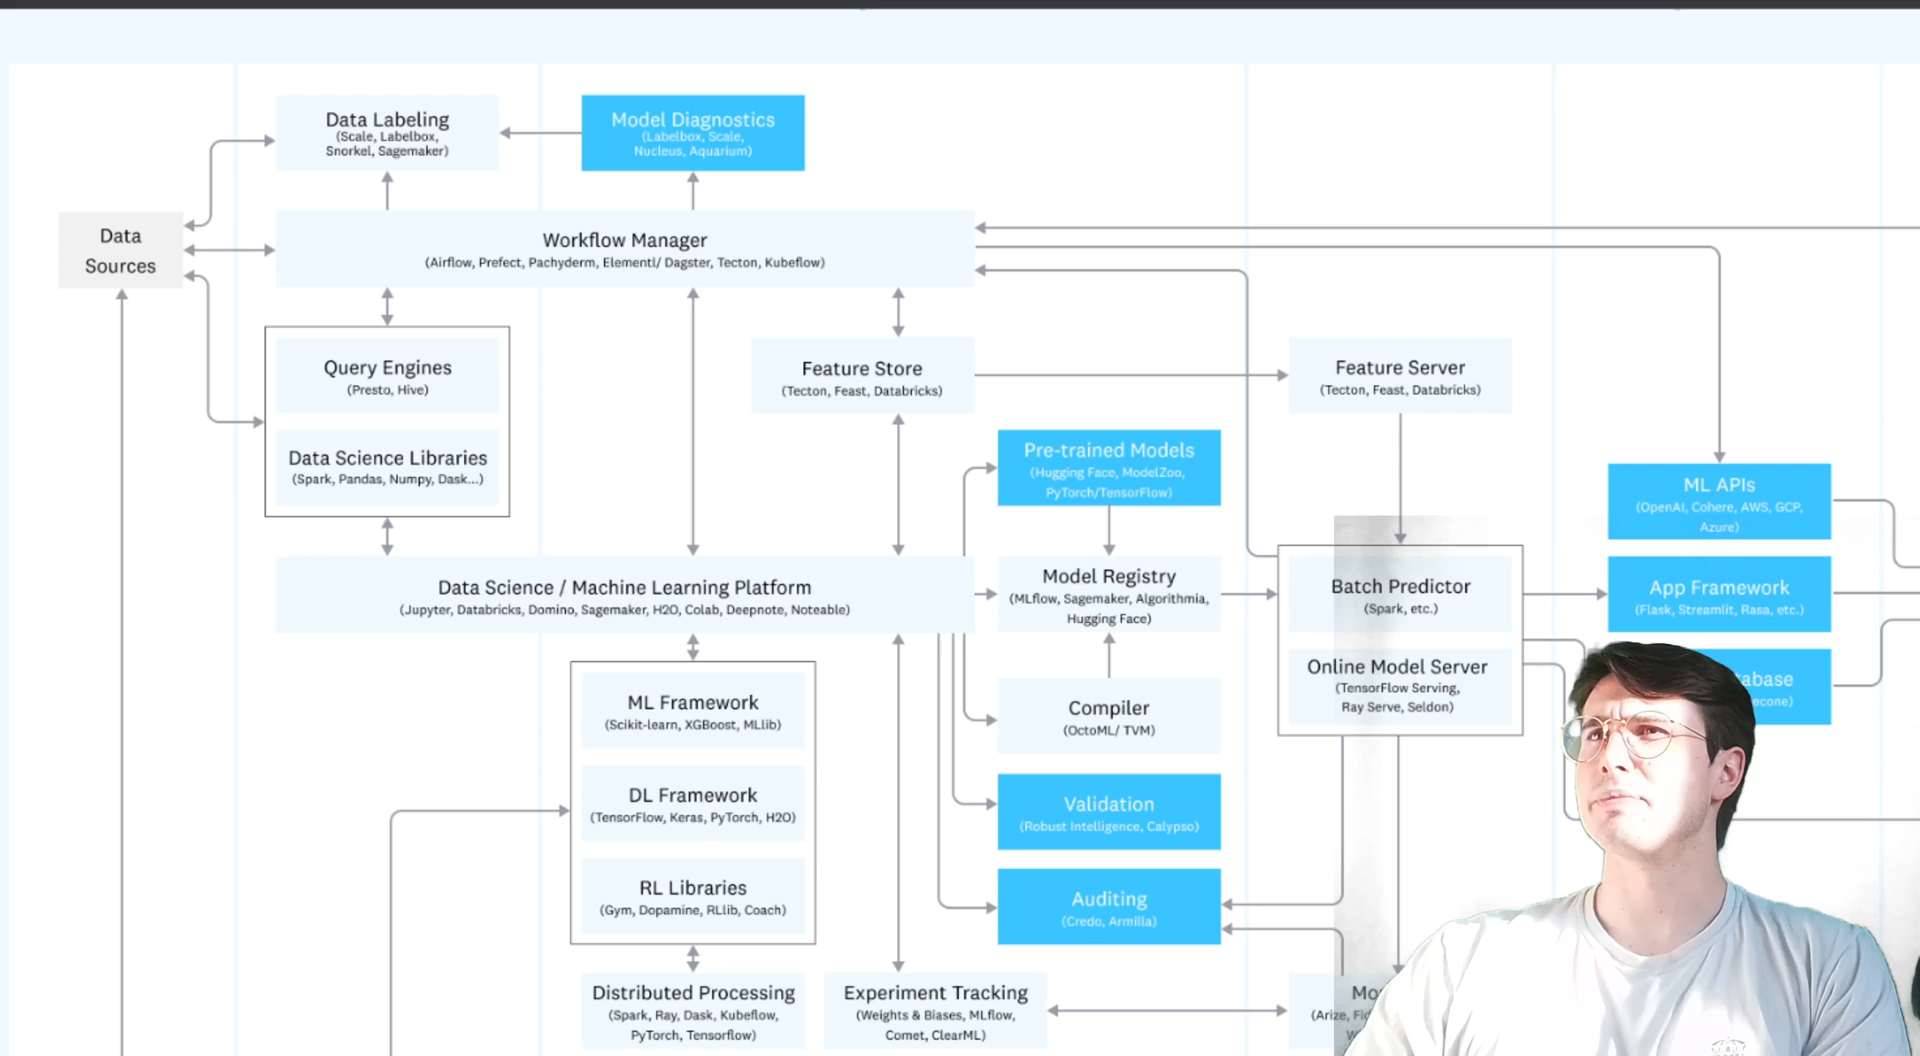 Data Labeling
(Scale, Labelbox,
Snorkel, Sagemaker)
Model Diagnostics
(Labelbox, Scale,
Nucleus, Aquarium)
Data
Sources
Workflow Manager
(Airflow, Prefect, Pachyderm, Elementl/ Dagster, Tecton, Kubeflow)
Query Engines
(Presto, Hive)
Data Science Libraries
(Spark, Pandas, Numpy, Dask...)
Feature Store
(Tecton, Feast, Databricks)
Feature Server
(Tecton, Feast, Databricks)
Pre-trained Models
(Hugging Face, ModelZoo,
PyTorch/TensorFlow)
ML APIs
(OpenAI, Cohere, AWS, GCP,
Azure)
Data Science / Machine Learning Platform
(Jupyter, Databricks, Domino, Sagemaker, H2O, Colab, Deepnote, Noteable)
Model Registry
(MLflow, Sagemaker, Algorithmia,
Hugging Face)
Batch Predictor
(Spark, etc.)
App Framework
(Flask, Streamlit, Rasa, etc.)
Online Model Server
(TensorFlow Serving,
Ray Serve, Seldon)
ML Framework
(Scikit-learn, XGBoost, MLlib)
Compiler
(OctoML/ TVM)
DL Framework
(TensorFlow, Keras, PyTorch, H2O)
Validation
(Robust Intelligence, Calypso)
RL Libraries
(Gym, Dopamine, RLlib, Coach)
Auditing
(Credo, Armilla)
Distributed Processing
(Spark, Ray, Dask, Kubeflow,
PyTorch, Tensorflow)
Experiment Tracking
(Weights & Biases, MLflow,
Comet, ClearML)
(Arize,